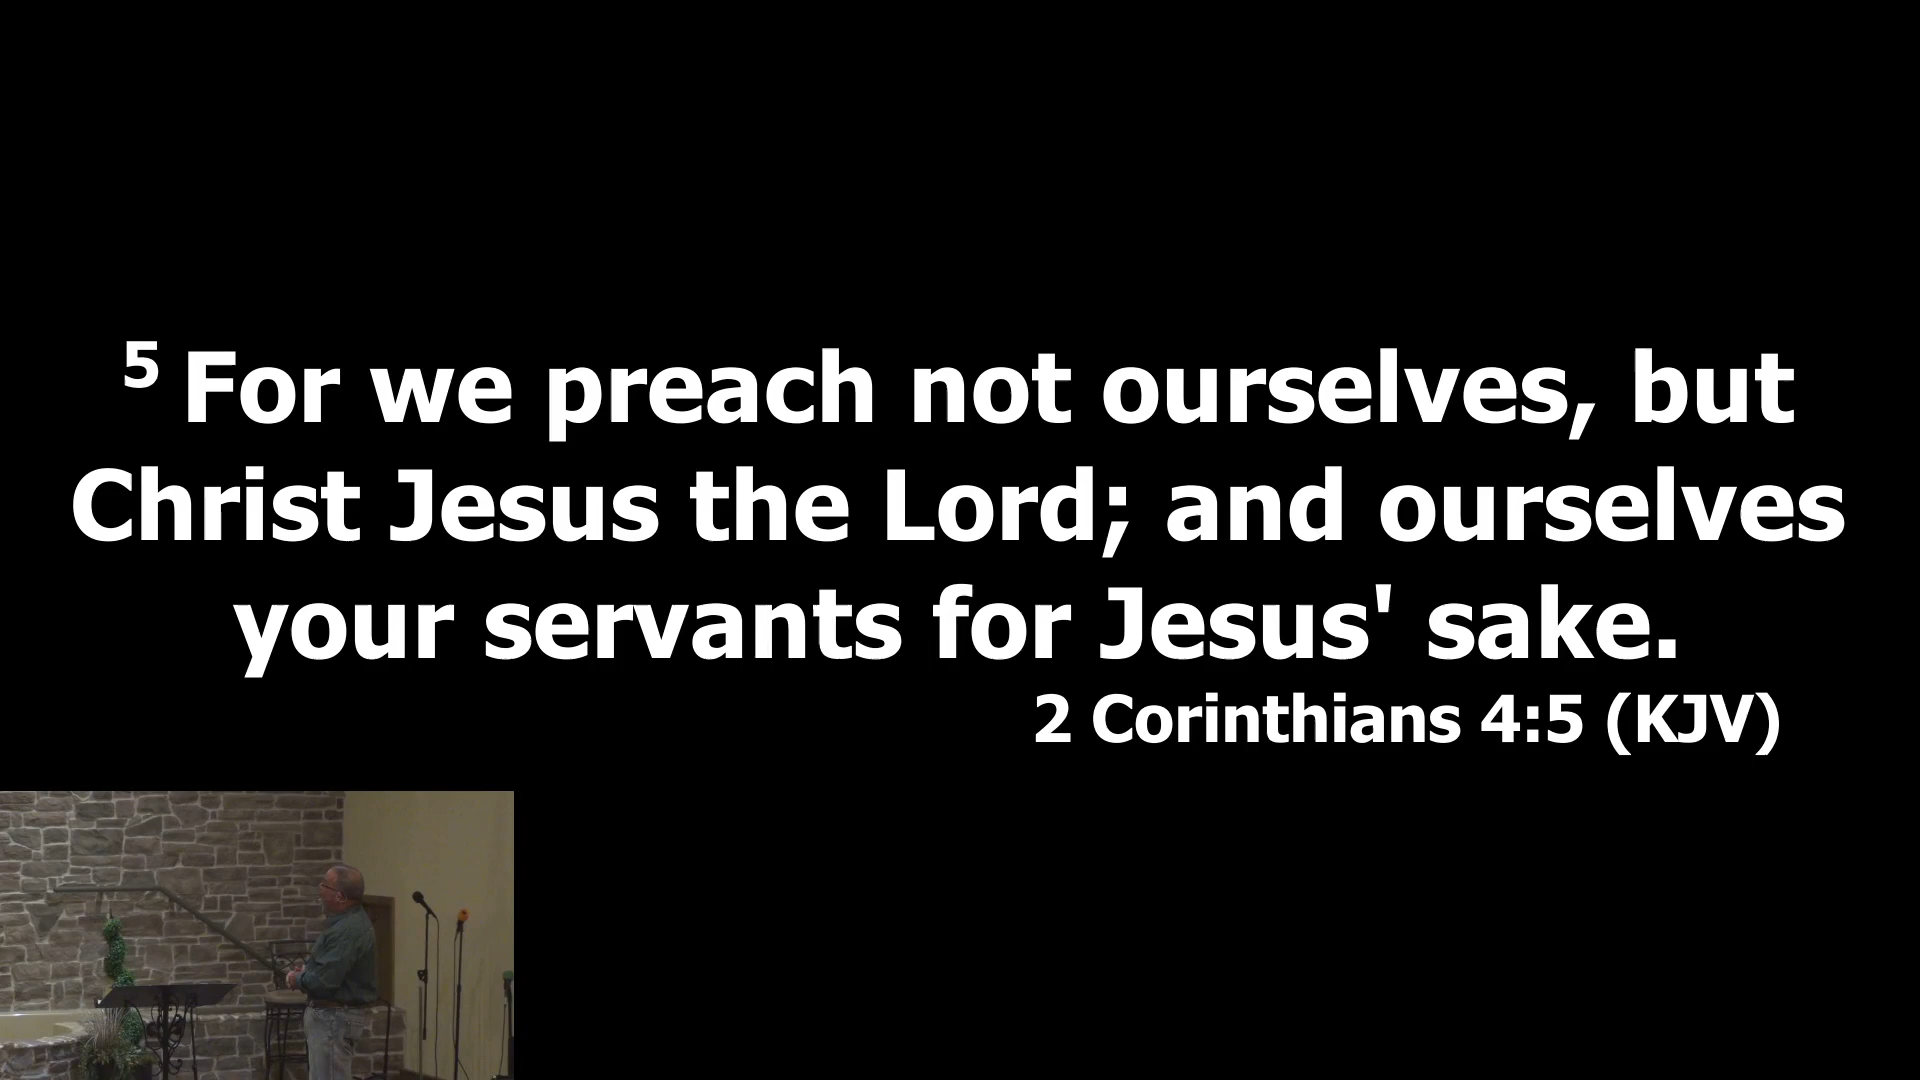 5 For we preach not ourselves, but
Christ Jesus the Lord; and ourselves
your servants for Jesus' sake.
2 Corinthians 4:5 (KJV)